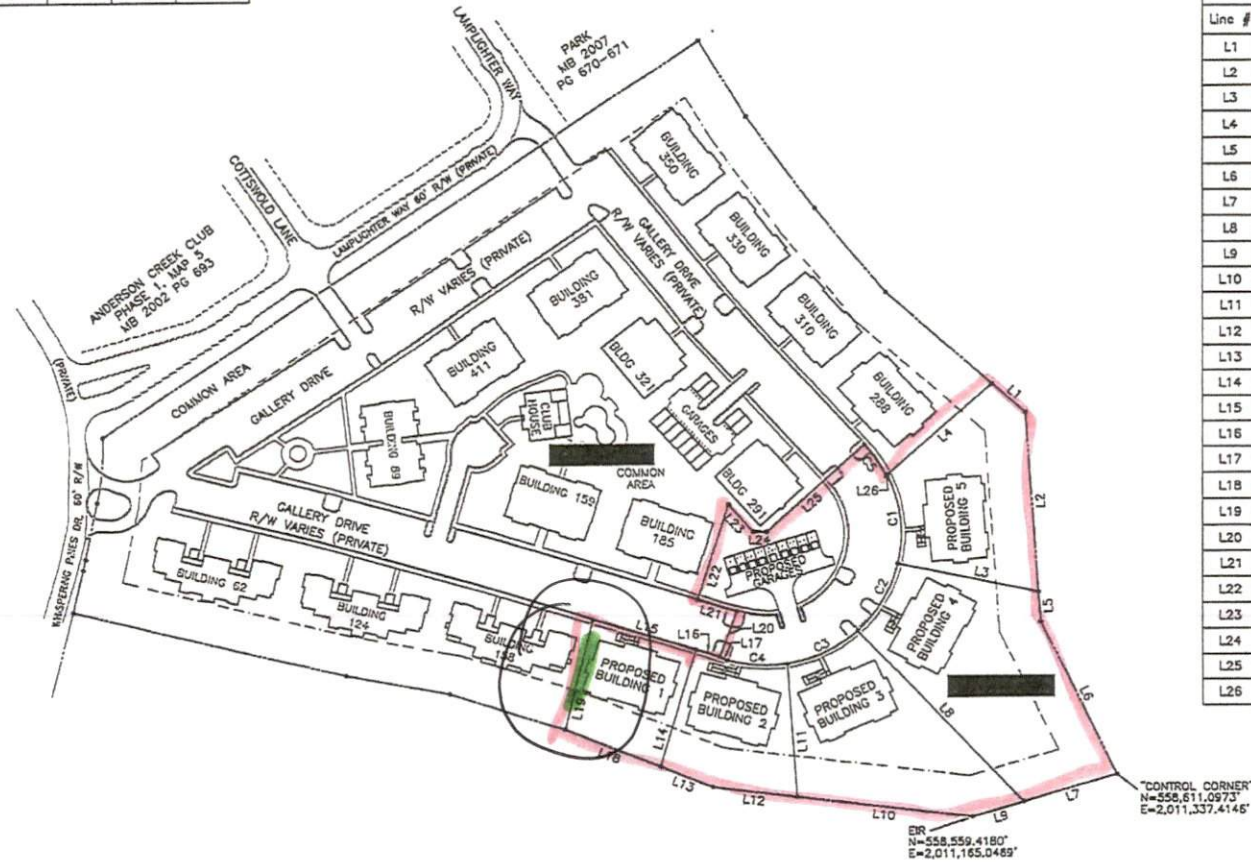 LAMPLIGHTER WAY
PARK
MB 2007
PG 670-671
COTTSWOLD LANE
LAMPLIGHTER WAY 60' R/W (PRIVATE)
ANDERSON CREEK CLUB
PHASE 1, MAP 5
MB 2002 PG 693
(PRIVATE)
WHISPERING PINES DR. 60' R/W
COMMON AREA
GALLERY DRIVE
R/W VARIES (PRIVATE)
GALLERY DRIVE
R/W VARIES (PRIVATE)
BUILDING
350
BUILDING
330
BUILDING
310
BUILDING
288
BUILDING
381
BUILDING
411
BLDG 321
GARAGES
BUILDING 89
CLUB
HOUSE
COMMON
AREA
BUILDING 159
BUILDING
185
BLDG 291
GALLERY DRIVE
R/W VARIES (PRIVATE)
BUILDING 62
BUILDING
124
BUILDING
158
PROPOSED
GARAGES
PROPOSED
BUILDING 1
PROPOSED
BUILDING 2
PROPOSED
BUILDING 3
PROPOSED
BUILDING 4
PROPOSED
BUILDING 5
L1
L2
L3
L4
L5
L6
L7
L8
L9
L10
L11
L12
L13
L14
L15
L16
L17
L18
L19
L20
L21
L22
L23
L24
L25
L26
C1
C2
C3
C4
C5
"CONTROL CORNER"
N=558,611.0973'
E=2,011,337.4146'
EIR
N=558,559.4180'
E=2,011,165.0469'
Line #
L1
L2
L3
L4
L5
L6
L7
L8
L9
L10
L11
L12
L13
L14
L15
L16
L17
L18
L19
L20
L21
L22
L23
L24
L25
L26